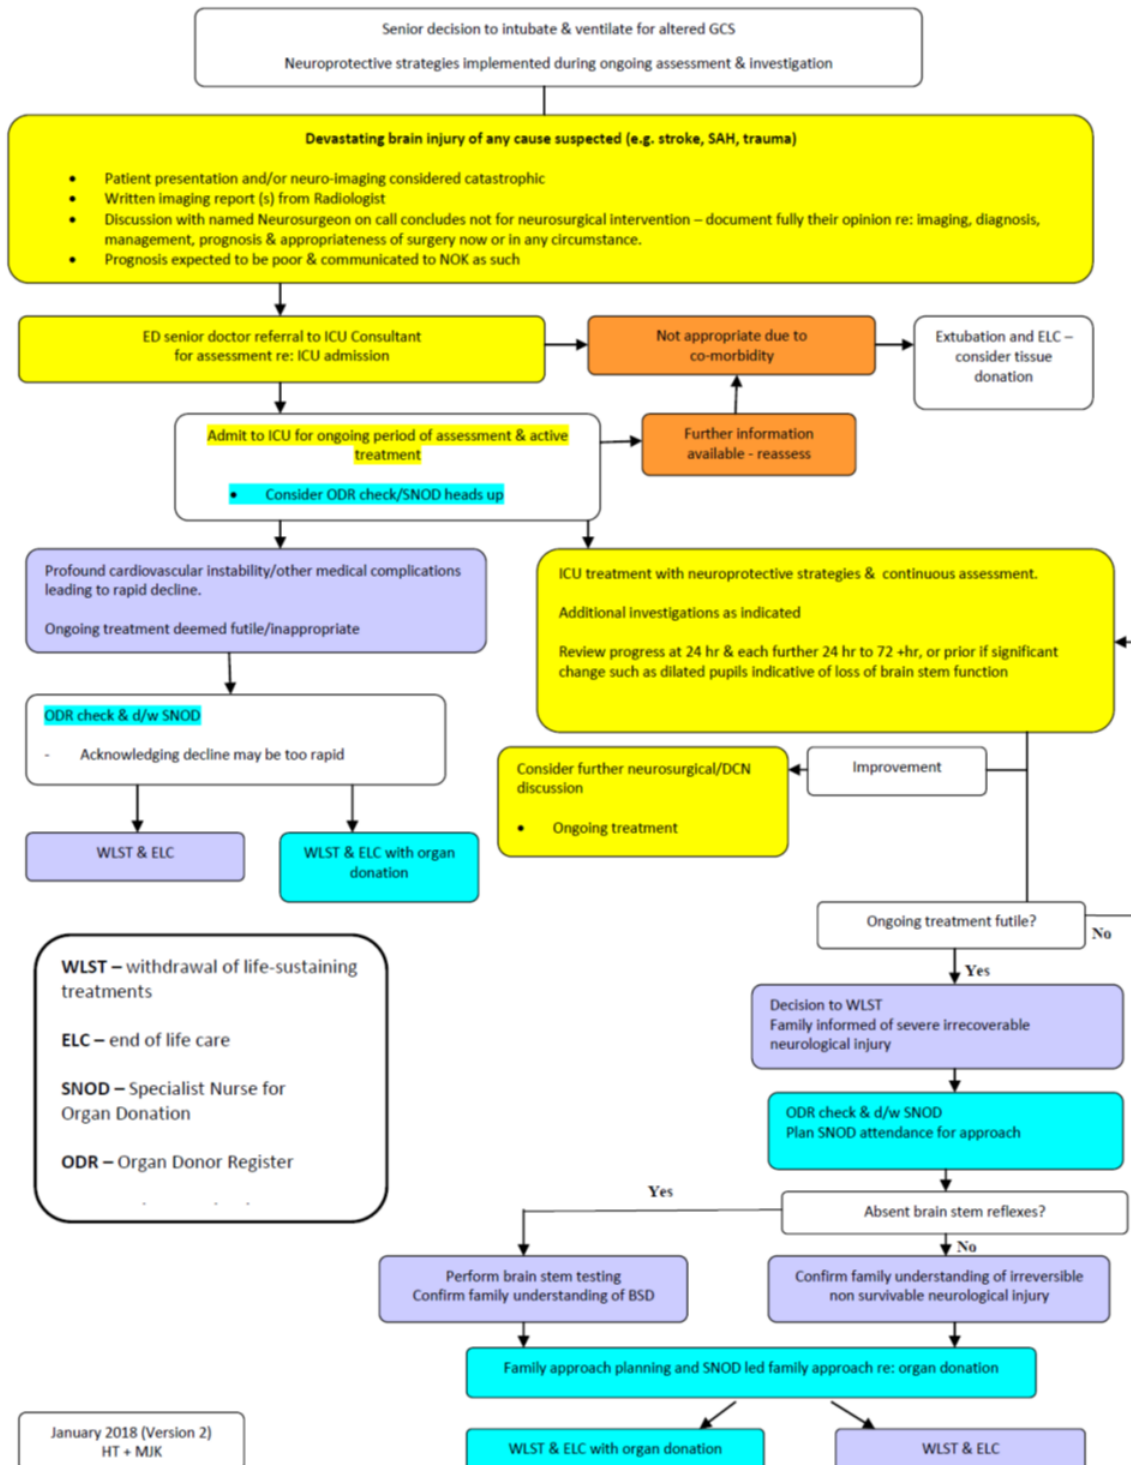 Senior decision to intubate & ventilate for altered GCS
Neuroprotective strategies implemented during ongoing assessment & investigation
Devastating brain injury of any cause suspected (e.g. stroke, SAH, trauma)
• Patient presentation and/or neuro-imaging considered catastrophic
• Written imaging report (s) from Radiologist
• Discussion with named Neurosurgeon on call concludes not for neurosurgical intervention – document fully their opinion re: imaging, diagnosis,
management, prognosis & appropriateness of surgery now or in any circumstance.
• Prognosis expected to be poor & communicated to NOK as such
ED senior doctor referral to ICU Consultant
for assessment re: ICU admission
Not appropriate due to
co-morbidity
Extubation and ELC –
consider tissue
donation
Admit to ICU for ongoing period of assessment & active
treatment
• Consider ODR check/SNOD heads up
Further information
available - reassess
Profound cardiovascular instability/other medical complications
leading to rapid decline.
Ongoing treatment deemed futile/inappropriate
ICU treatment with neuroprotective strategies & continuous assessment.
Additional investigations as indicated
Review progress at 24 hr & each further 24 hr to 72 +hr, or prior if significant
change such as dilated pupils indicative of loss of brain stem function
ODR check & d/w SNOD
- Acknowledging decline may be too rapid
Consider further neurosurgical/DCN
discussion
• Ongoing treatment
Improvement
WLST & ELC
WLST & ELC with organ
donation
Ongoing treatment futile?
No
Yes
WLST – withdrawal of life-sustaining
treatments
ELC – end of life care
SNOD – Specialist Nurse for
Organ Donation
ODR – Organ Donor Register
Decision to WLST
Family informed of severe irrecoverable
neurological injury
ODR check & d/w SNOD
Plan SNOD attendance for approach
Yes
Absent brain stem reflexes?
No
Perform brain stem testing
Confirm family understanding of BSD
Confirm family understanding of irreversible
non survivable neurological injury
Family approach planning and SNOD led family approach re: organ donation
January 2018 (Version 2)
HT + MJK
WLST & ELC with organ donation
WLST & ELC